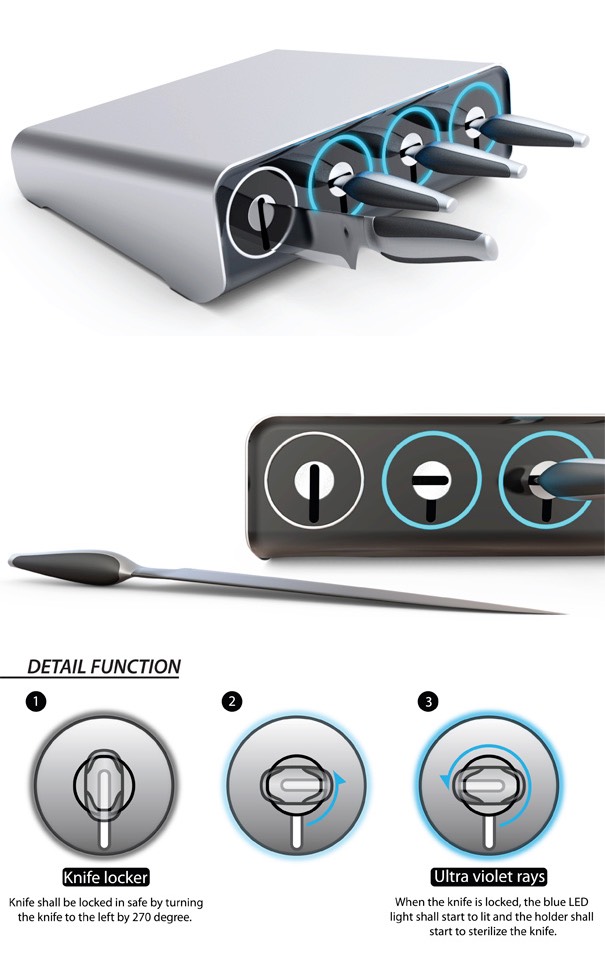 DETAIL FUNCTION
1
2
3
Knife locker
Ultra violet rays
Knife shall be locked in safe by turning
the knife to the left by 270 degree.
When the knife is locked, the blue LED
light shall start to lit and the holder shall
start to sterilize the knife.